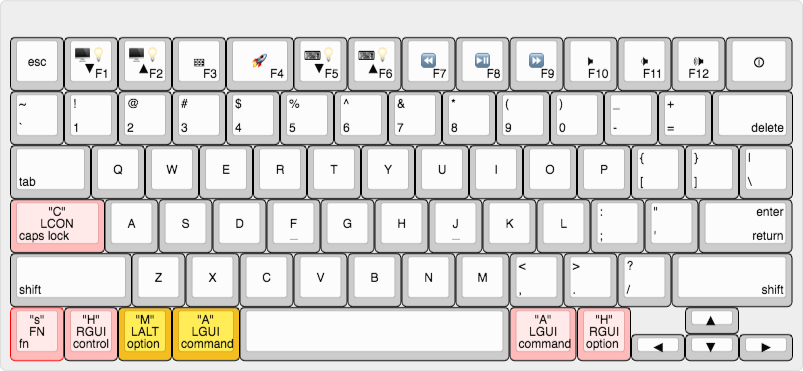 esc ▼F1 ▲F2 F3 F4 ▼F5 ▲F6 F7 F8 F9 F10 F11 F12
~ ! @ # $ % ^ & * ( ) _ +
` 1 2 3 4 5 6 7 8 9 0 - = delete
tab Q W E R T Y U I O P { } |
[ ] \
"C"
LCON
caps lock
A S D F _ G H J _ K L : " enter
; ' return
shift Z X C V B N M < > ? shift
, . /
"s" "H" "M" "A" "A" "H"
FN RGUI LALT LGUI LGUI RGUI
fn control option command command option
▲
◀ ▼ ▶